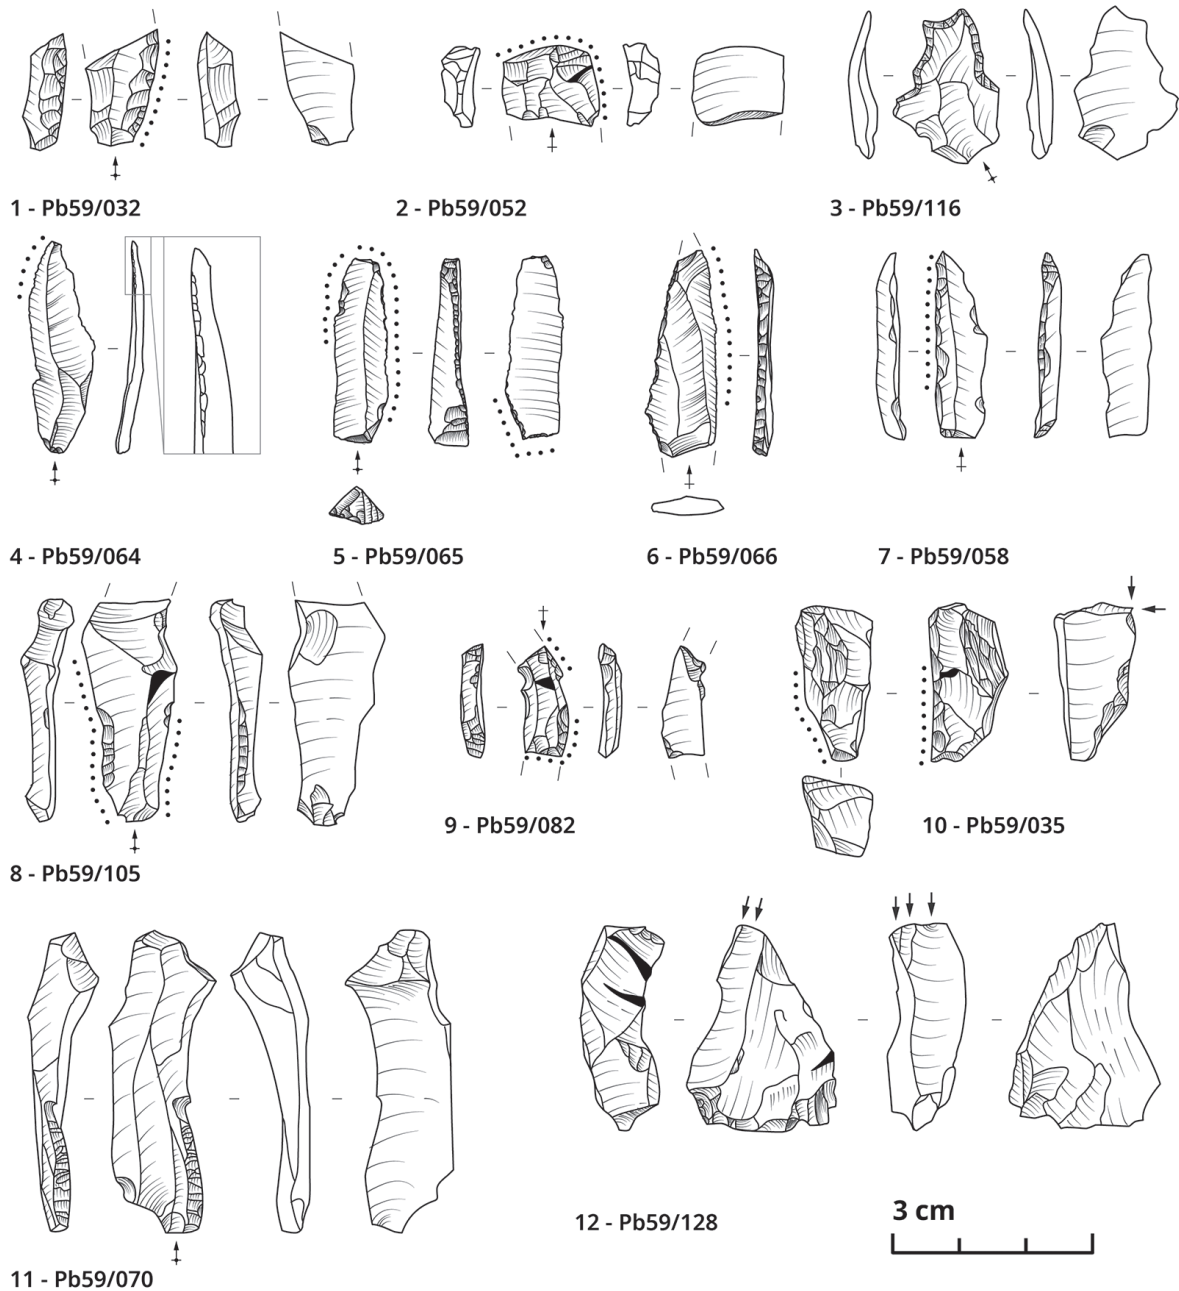 1 - Pb59/032
2 - Pb59/052
3 - Pb59/116
4 - Pb59/064
5 - Pb59/065
6 - Pb59/066
7 - Pb59/058
8 - Pb59/105
9 - Pb59/082
10 - Pb59/035
11 - Pb59/070
12 - Pb59/128
3 cm